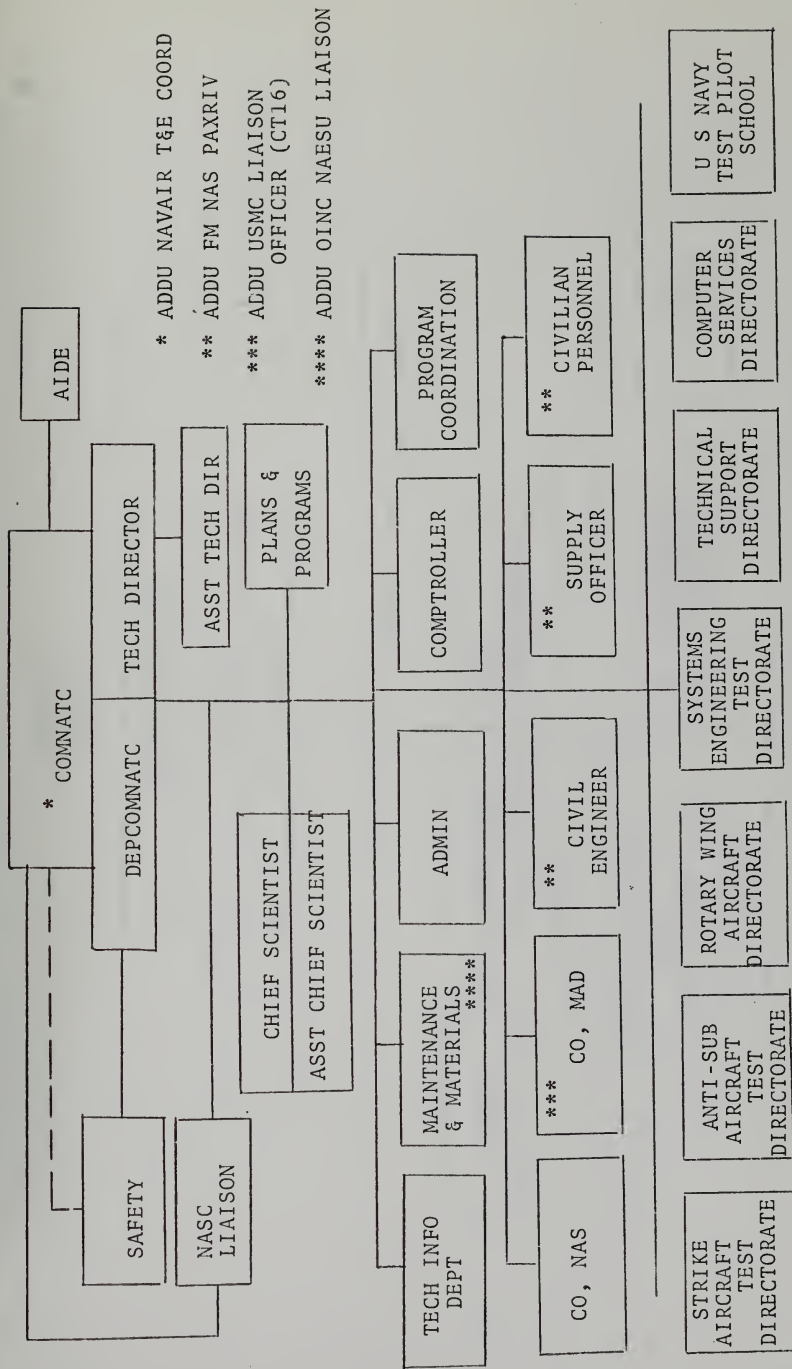 * COMNATC
AIDE
DEPCOMNATC
TECH DIRECTOR
* ADDU NAVAIR T&E COORD
** ADDU FM NAS PAXRIV
*** ADDU USMC LIAISON
OFFICER (CT16)
**** ADDU OINC NAESU LIAISON
SAFETY
ASST TECH DIR
NASC
LIAISON
PLANS &
PROGRAMS
CHIEF SCIENTIST
ASST CHIEF SCIENTIST
TECH INFO
DEPT
MAINTENANCE
& MATERIALS
****
ADMIN
COMPTROLLER
PROGRAM
COORDINATION
CO, NAS
***
CO, MAD
**
CIVIL
ENGINEER
**
SUPPLY
OFFICER
**
CIVILIAN
PERSONNEL
STRIKE
AIRCRAFT
TEST
DIRECTORATE
ANTI-SUB
AIRCRAFT
TEST
DIRECTORATE
ROTARY WING
AIRCRAFT
DIRECTORATE
SYSTEMS
ENGINEERING
TEST
DIRECTORATE
TECHNICAL
SUPPORT
DIRECTORATE
COMPUTER
SERVICES
DIRECTORATE
U S NAVY
TEST PILOT
SCHOOL